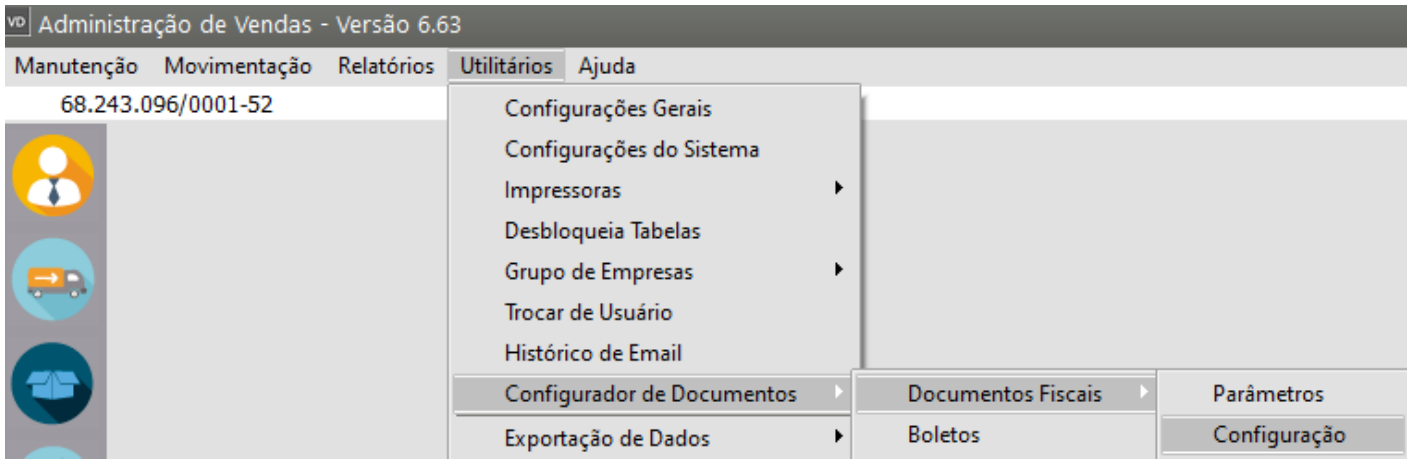 VD Administração de Vendas - Versão 6.63
Manutenção Movimentação Relatórios Utilitários Ajuda
68.243.096/0001-52
Configurações Gerais
Configurações do Sistema
Impressoras
Desbloqueia Tabelas
Grupo de Empresas
Trocar de Usuário
Histórico de Email
Configurador de Documentos Documentos Fiscais Parâmetros
Exportação de Dados Boletos Configuração